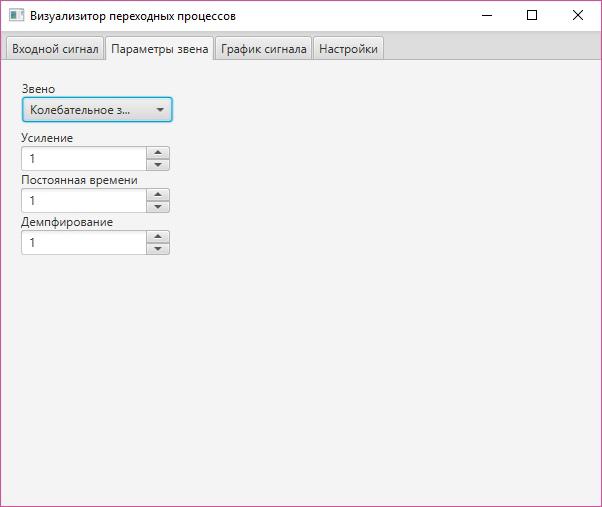 Визуализитор переходных процессов
Входной сигнал Параметры звена График сигнала Настройки
Звено
Колебательное з...
Усиление
1
Постоянная времени
1
Демпфирование
1